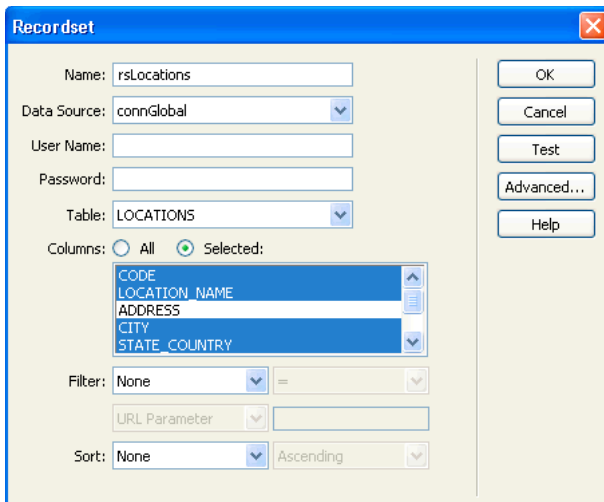 Recordset
Name: rsLocations
OK
Data Source: connGlobal
Cancel
User Name:
Test
Password:
Advanced...
Table: LOCATIONS
Help
Columns: All Selected:
CODE
LOCATION_NAME
ADDRESS
CITY
STATE_COUNTRY
Filter: None =
URL Parameter
Sort: None Ascending